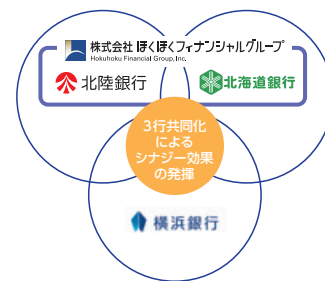 株式会社 ほくほくフィナンシャルグループ
Hokuhoku Financial Group, Inc.
北陸銀行
北海道銀行
3行共同化
による
シナジー効果
の発揮
横浜銀行